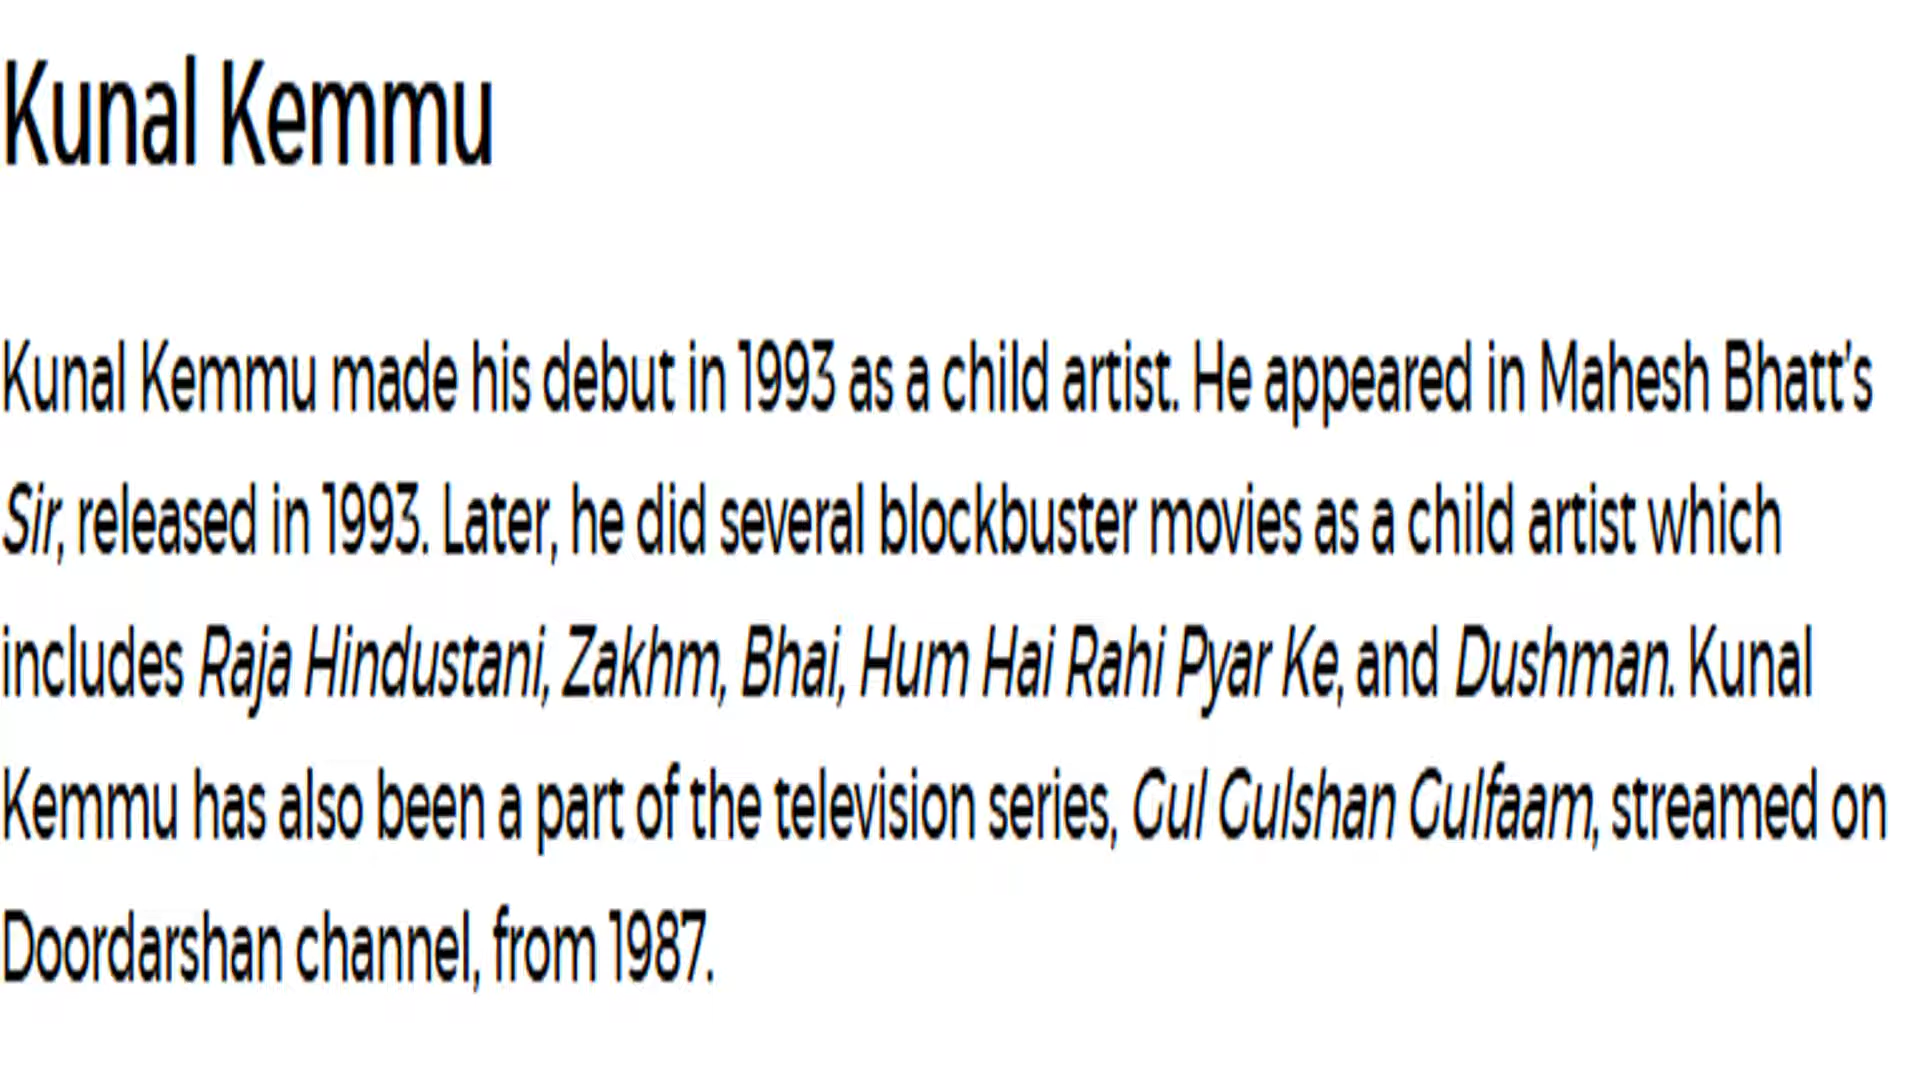 Kunal Kemmu
Kunal Kemmu made his debut in 1993 as a child artist. He appeared in Mahesh Bhatt's
Sir, released in 1993. Later, he did several blockbuster movies as a child artist which
includes Raja Hindustani, Zakhm, Bhai, Hum Hai Rahi Pyar Ke, and Dushman. Kunal
Kemmu has also been a part of the television series, Gul Gulshan Gulfaam, streamed on
Doordarshan channel, from 1987.